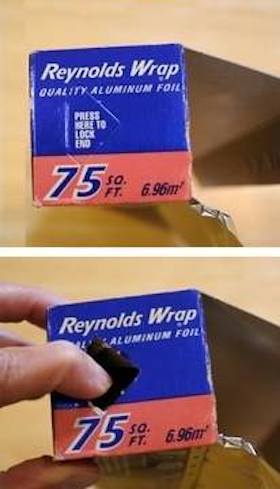 Reynolds Wrap
QUALITY ALUMINUM FOIL
PRESS
HERE TO
LOCK
END
75 SQ.
FT. 6.96m²
Reynolds Wrap
ALUMINUM FOIL
75 SQ.
FT. 6.96m²